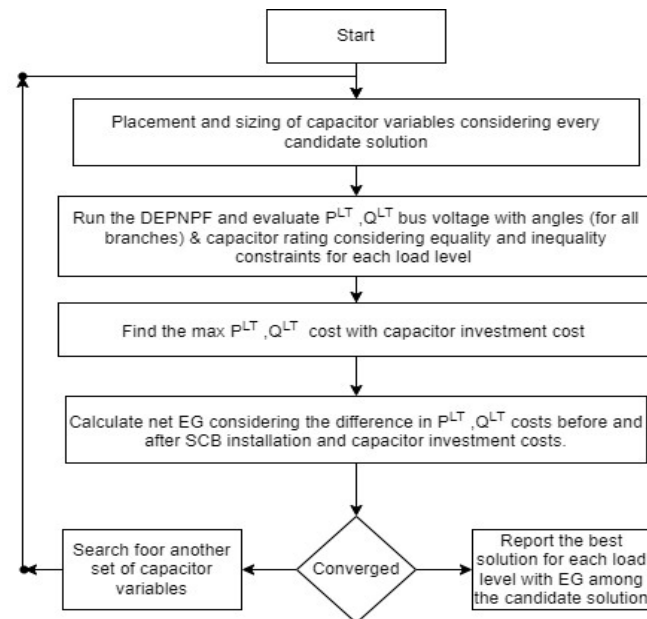 Start
Placement and sizing of capacitor variables considering every
candidate solution
Run the DEPNPF and evaluate P^LT ,Q^LT bus voltage with angles (for all
branches) & capacitor rating considering equality and inequality
constraints for each load level
Find the max P^LT ,Q^LT cost with capacitor investment cost
Calculate net EG considering the difference in P^LT ,Q^LT costs before and
after SCB installation and capacitor investment costs.
Search foor another
set of capacitor
variables
Converged
Report the best
solution for each load
level with EG among
the candidate solution